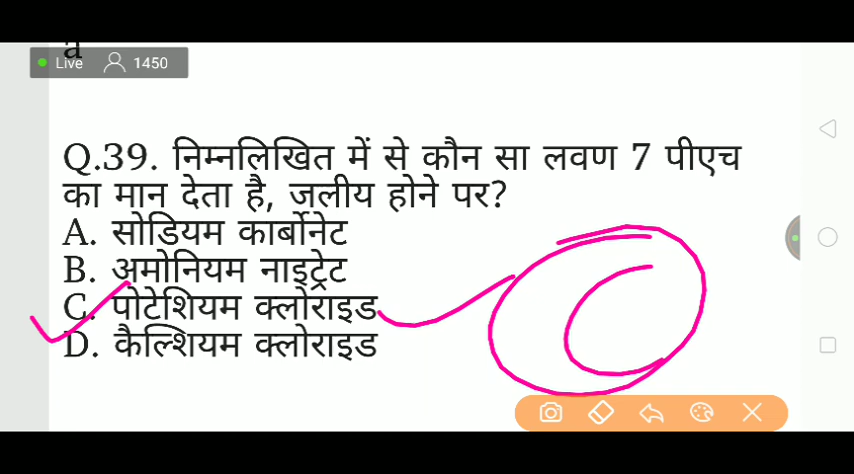 a
Live 1450
Q.39. निम्नलिखित में से कौन सा लवण 7 पीएच
का मान देता है, जलीय होने पर?
A. सोडियम कार्बोनेट
B. अमोनियम नाइट्रेट
C. पोटेशियम क्लोराइड
D. कैल्शियम क्लोराइड